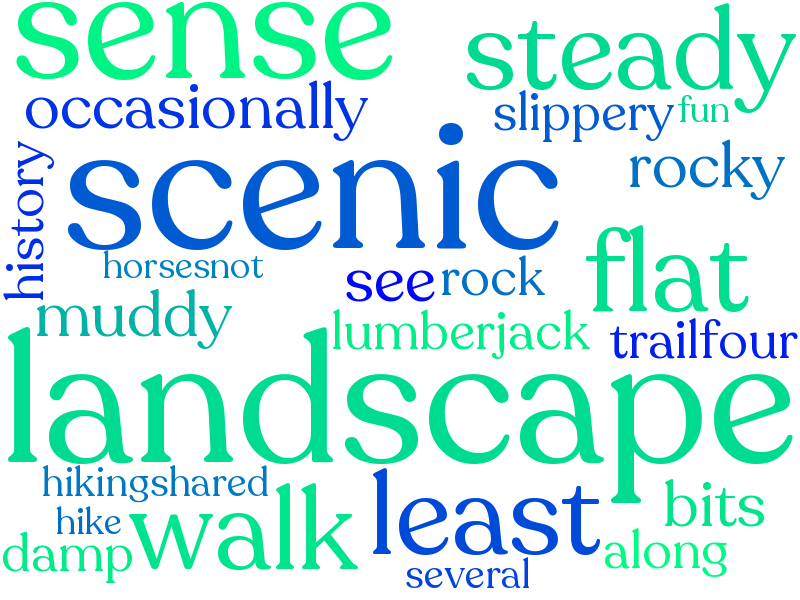 sense
steady
occasionally
slippery
fun
scenic
rocky
history
horsesnot
see
rock
flat
muddy
lumberjack
trailfour
landscape
hikingshared
hike
walk
least
bits
damp
along
several